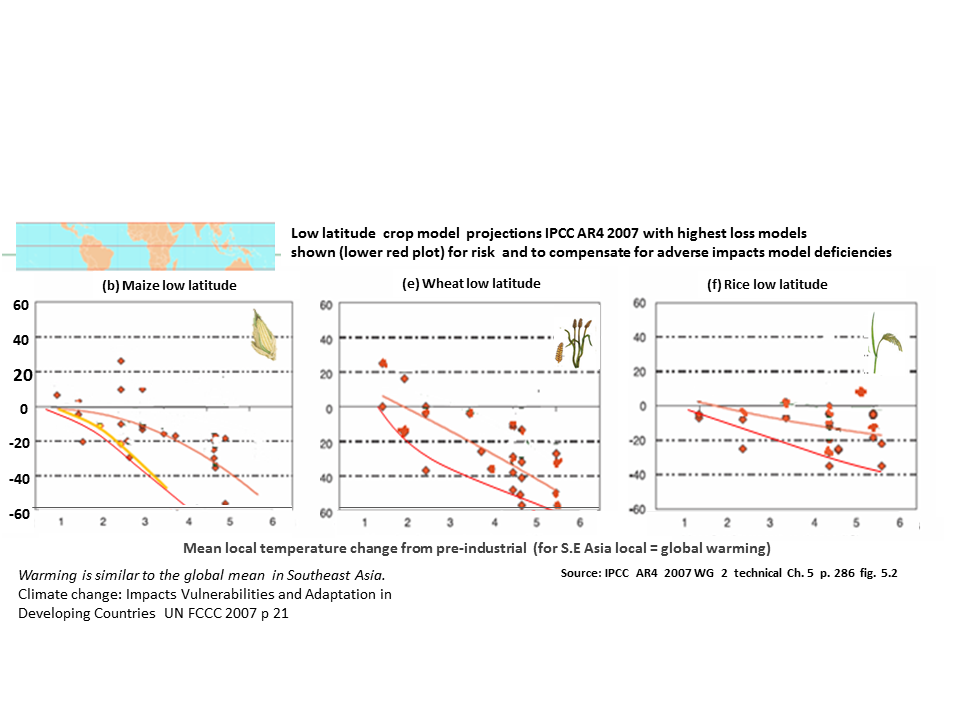 Low latitude crop model projections IPCC AR4 2007 with highest loss models
shown (lower red plot) for risk and to compensate for adverse impacts model deficiencies
(b) Maize low latitude
(e) Wheat low latitude
(f) Rice low latitude
60
40
20
0
-20
-40
-60
1 2 3 4 5 6
60
40
20
0
20
40
60
1 2 3 4 5 6
60
40
20
0
-20
-40
-60
1 2 3 4 5 6
Mean local temperature change from pre-industrial (for S.E Asia local = global warming)
Warming is similar to the global mean in Southeast Asia.
Climate change: Impacts Vulnerabilities and Adaptation in
Developing Countries UN FCCC 2007 p 21
Source: IPCC AR4 2007 WG 2 technical Ch. 5 p. 286 fig. 5.2